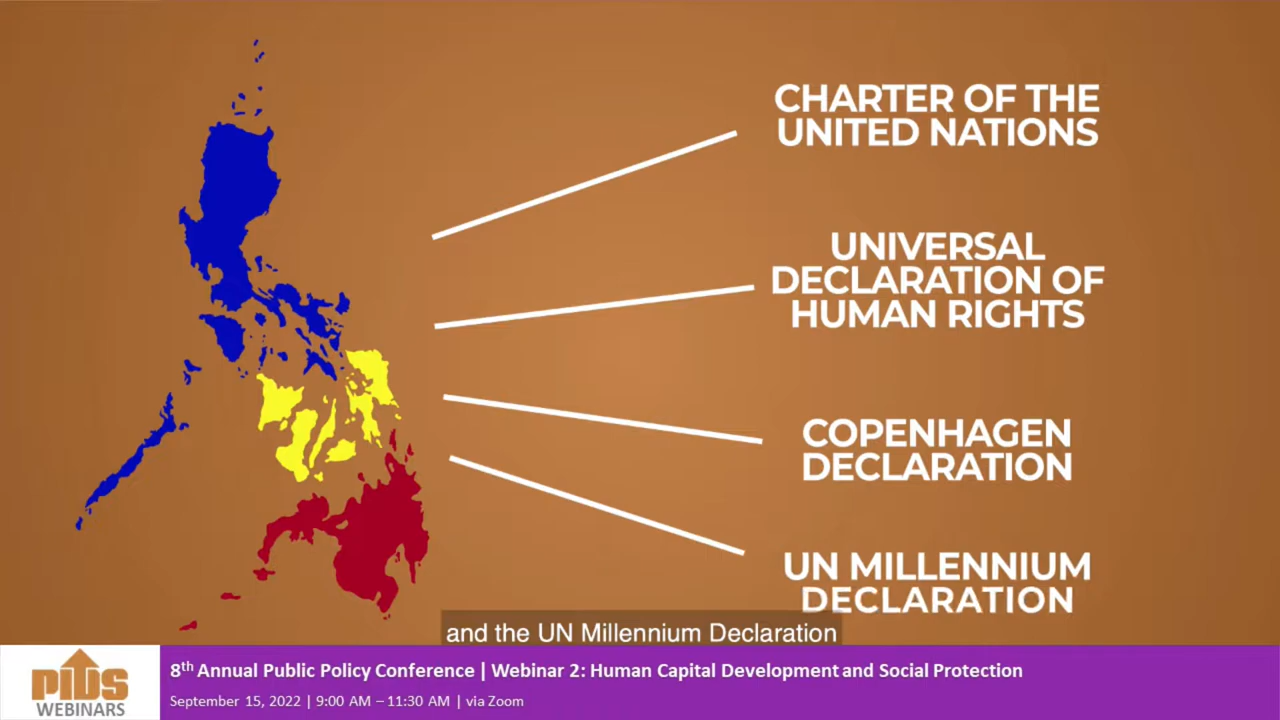 CHARTER OF THE
UNITED NATIONS
UNIVERSAL
DECLARATION OF
HUMAN RIGHTS
COPENHAGEN
DECLARATION
UN MILLENNIUM
DECLARATION
and the UN Millennium Declaration
PIDS
WEBINARS
8th Annual Public Policy Conference | Webinar 2: Human Capital Development and Social Protection
September 15, 2022 | 9:00 AM – 11:30 AM | via Zoom